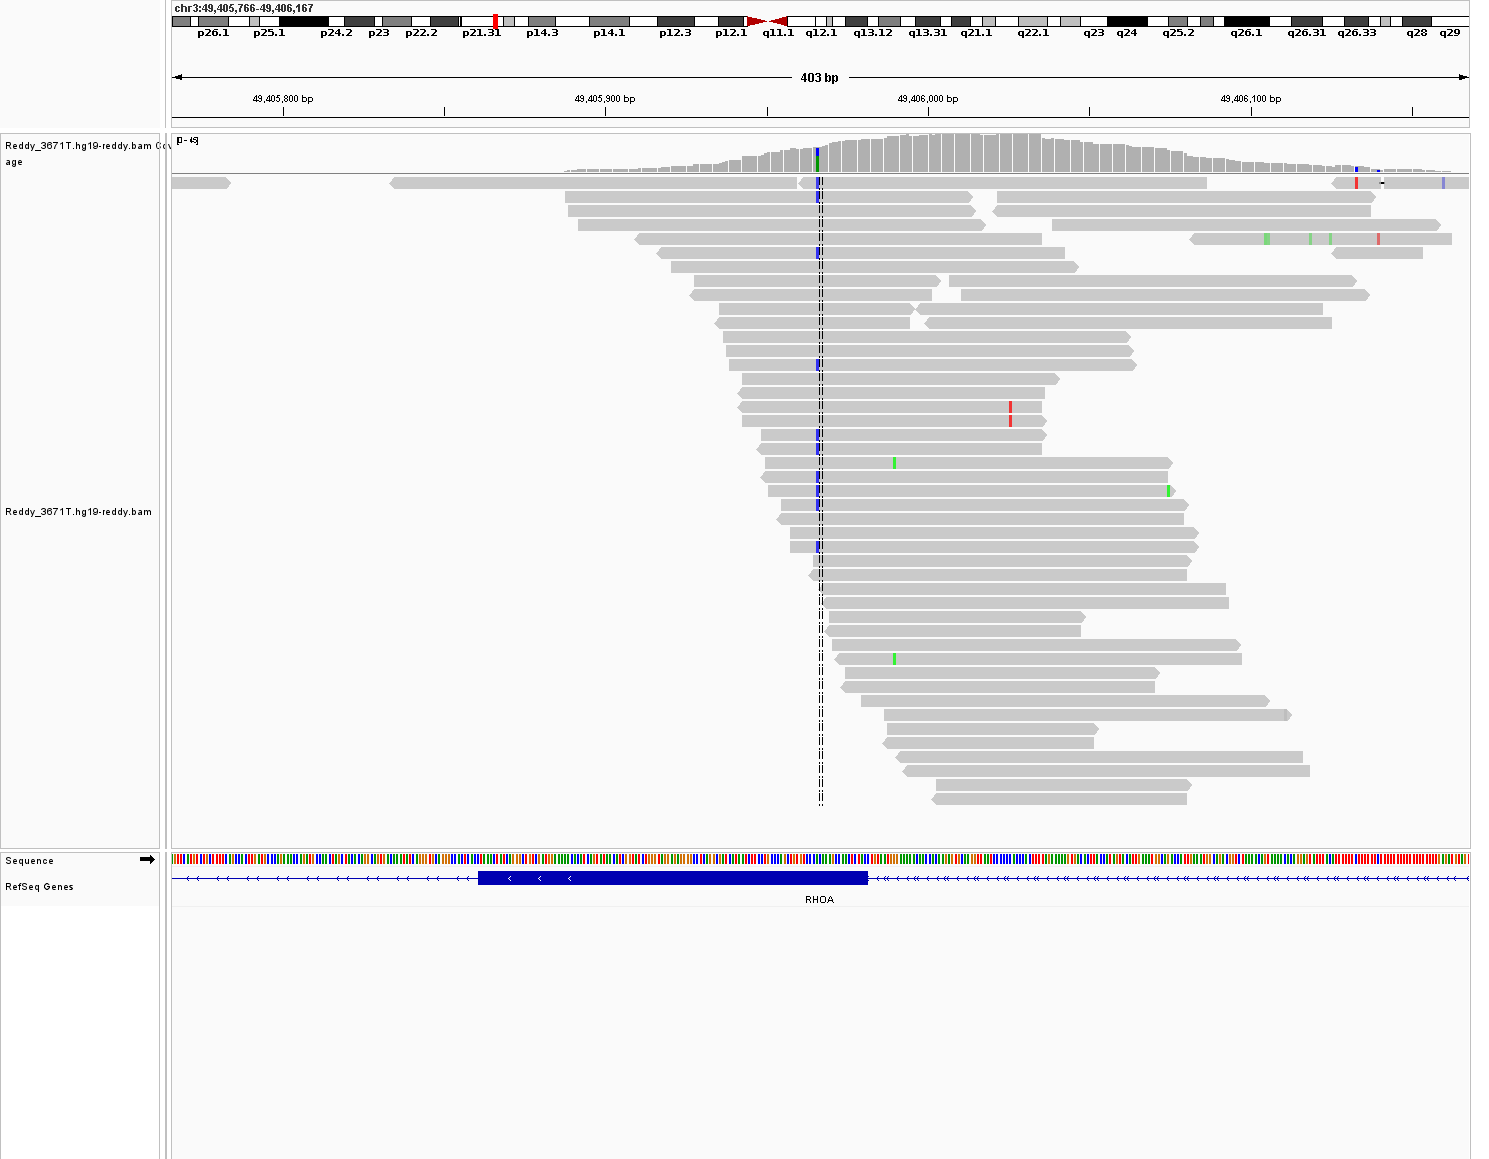 chr3:49,405,766-49,406,167
p26.1 p25.1 p24.2 p23 p22.2 p21.31 p14.3 p14.1 p12.3 p12.1 q11.1 q12.1 q13.12 q13.31 q21.1 q22.1 q23 q24 q25.2 q26.1 q26.31 q26.33 q28 q29
403 bp
49,405,800 bp 49,405,900 bp 49,406,000 bp 49,406,100 bp
Reddy_3671T.hg19-reddy.bam Cov
age
Reddy_3671T.hg19-reddy.bam
Sequence
RefSeq Genes
RHOA